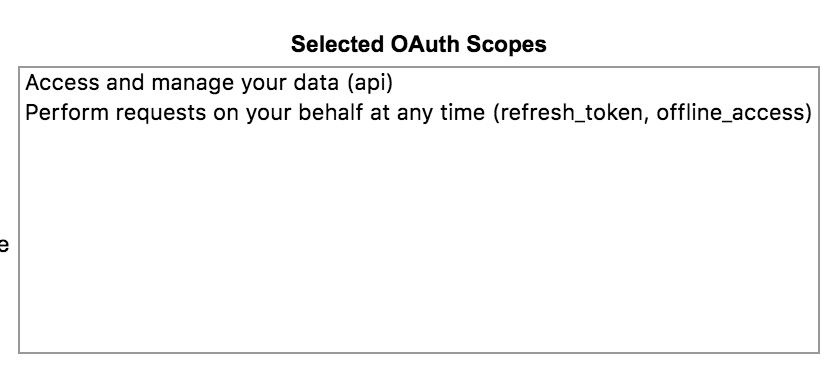 Selected OAuth Scopes
Access and manage your data (api)
Perform requests on your behalf at any time (refresh_token, offline_access)
e